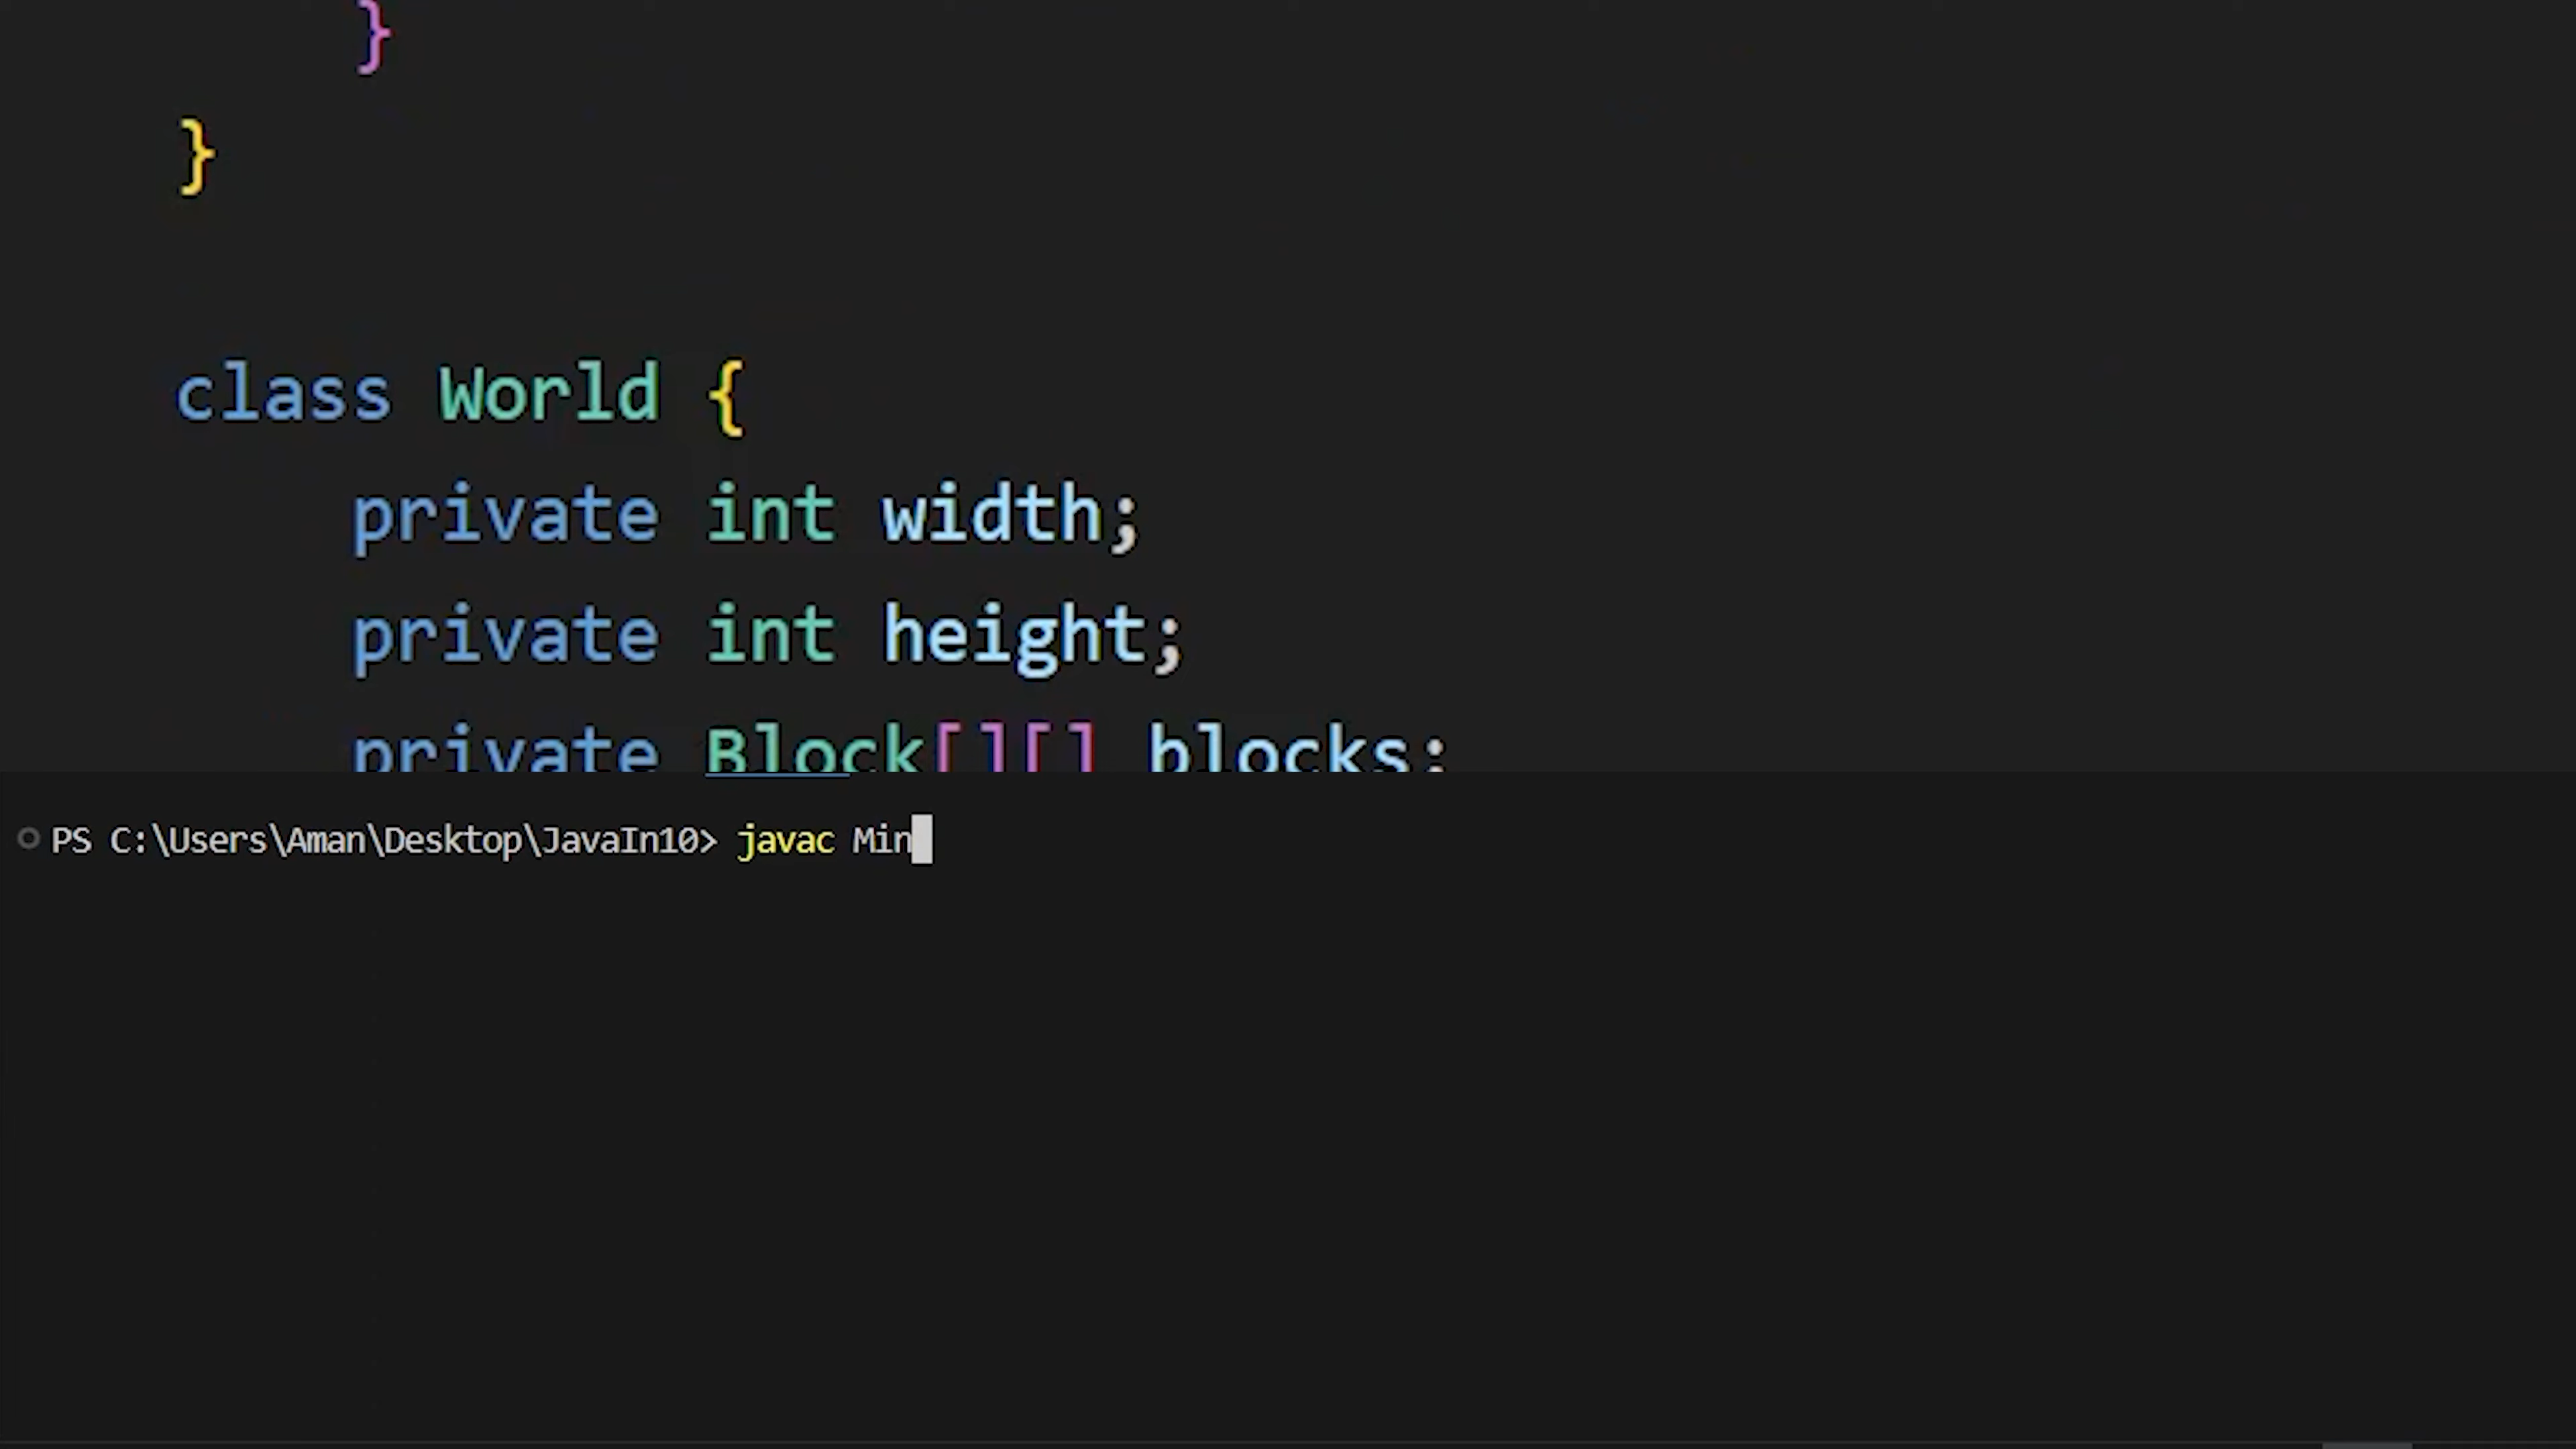 }
}
class World {
private int width;
private int height;
private Block[][] blocks;
PS C:\Users\Aman\Desktop\JavaIn10> javac Min